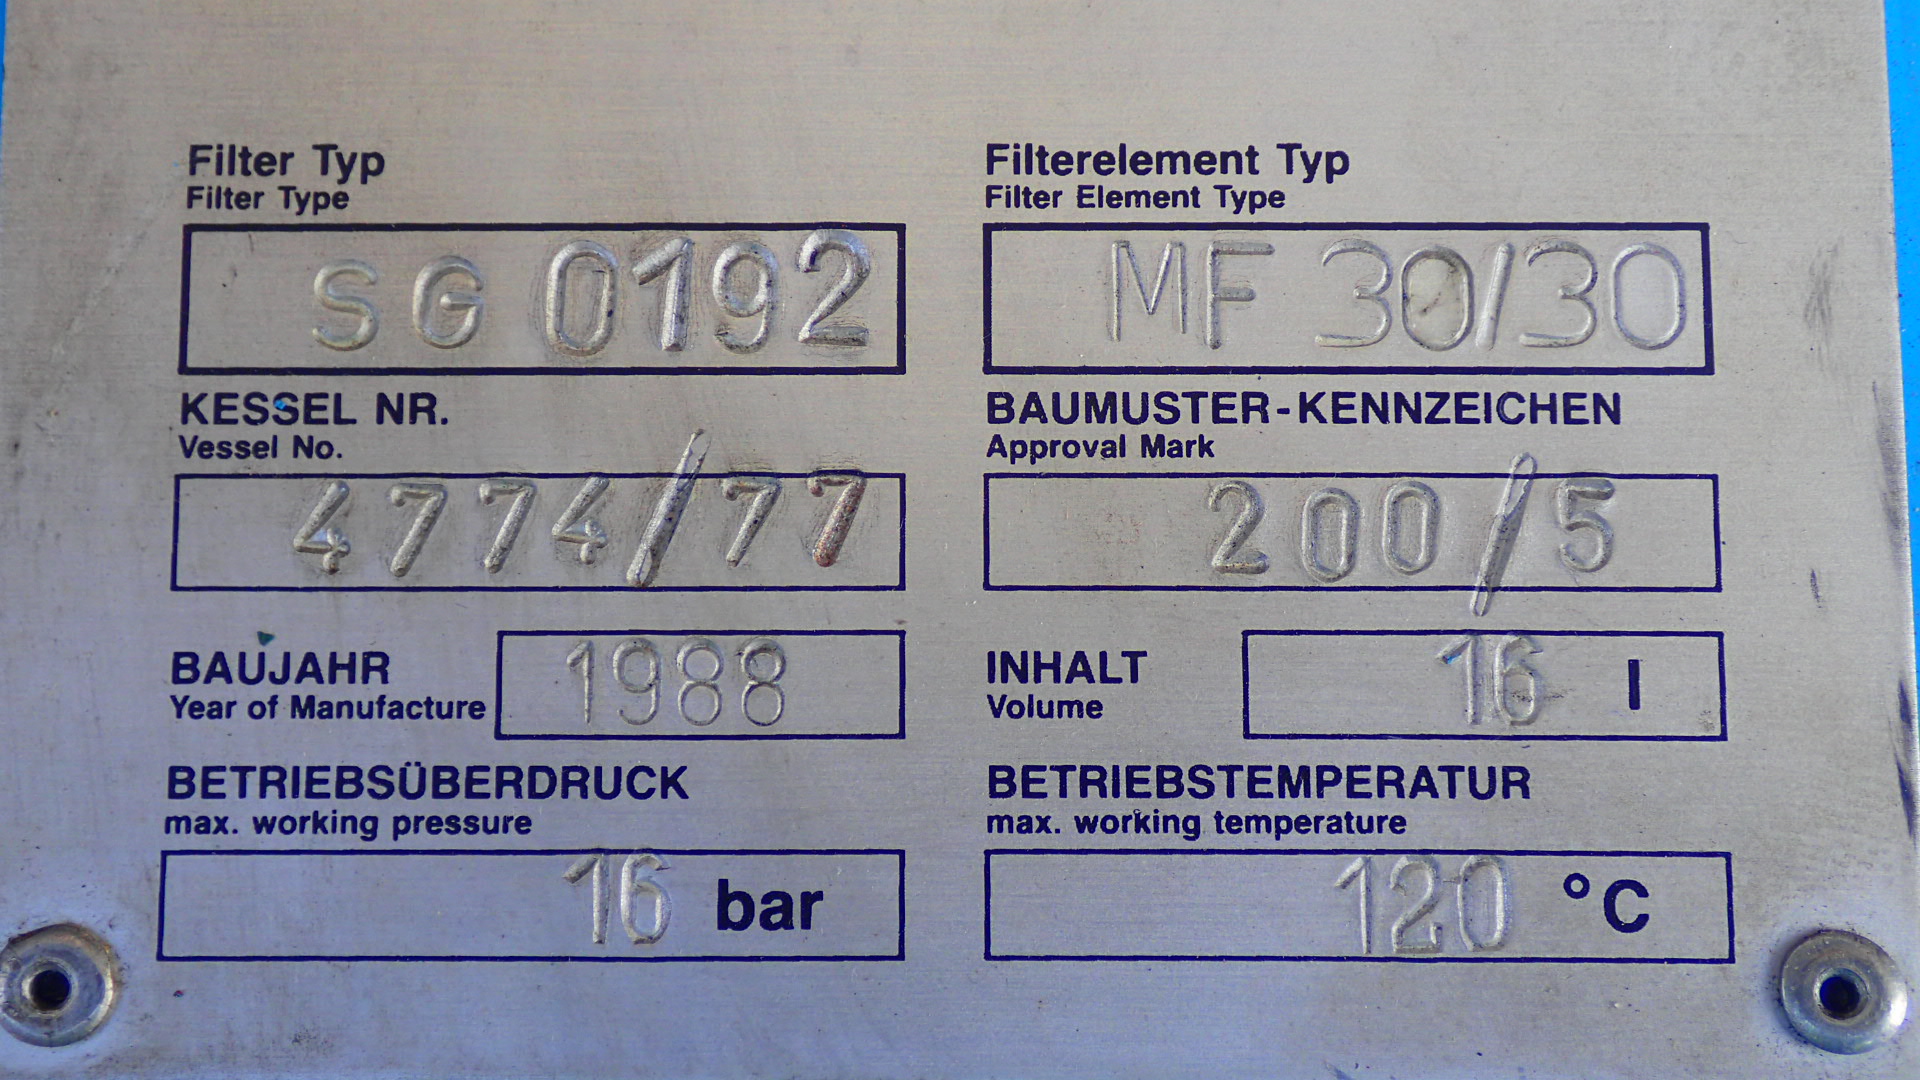 Filter Typ
Filter Type
SG 0192
Filterelement Typ
Filter Element Type
MF 30/30
KESSEL NR.
Vessel No.
4774/77
BAUMUSTER-KENNZEICHEN
Approval Mark
200/5
BAUJAHR
Year of Manufacture
1988
INHALT
Volume
16 l
BETRIEBSÜBERDRUCK
max. working pressure
16 bar
BETRIEBSTEMPERATUR
max. working temperature
120 °C